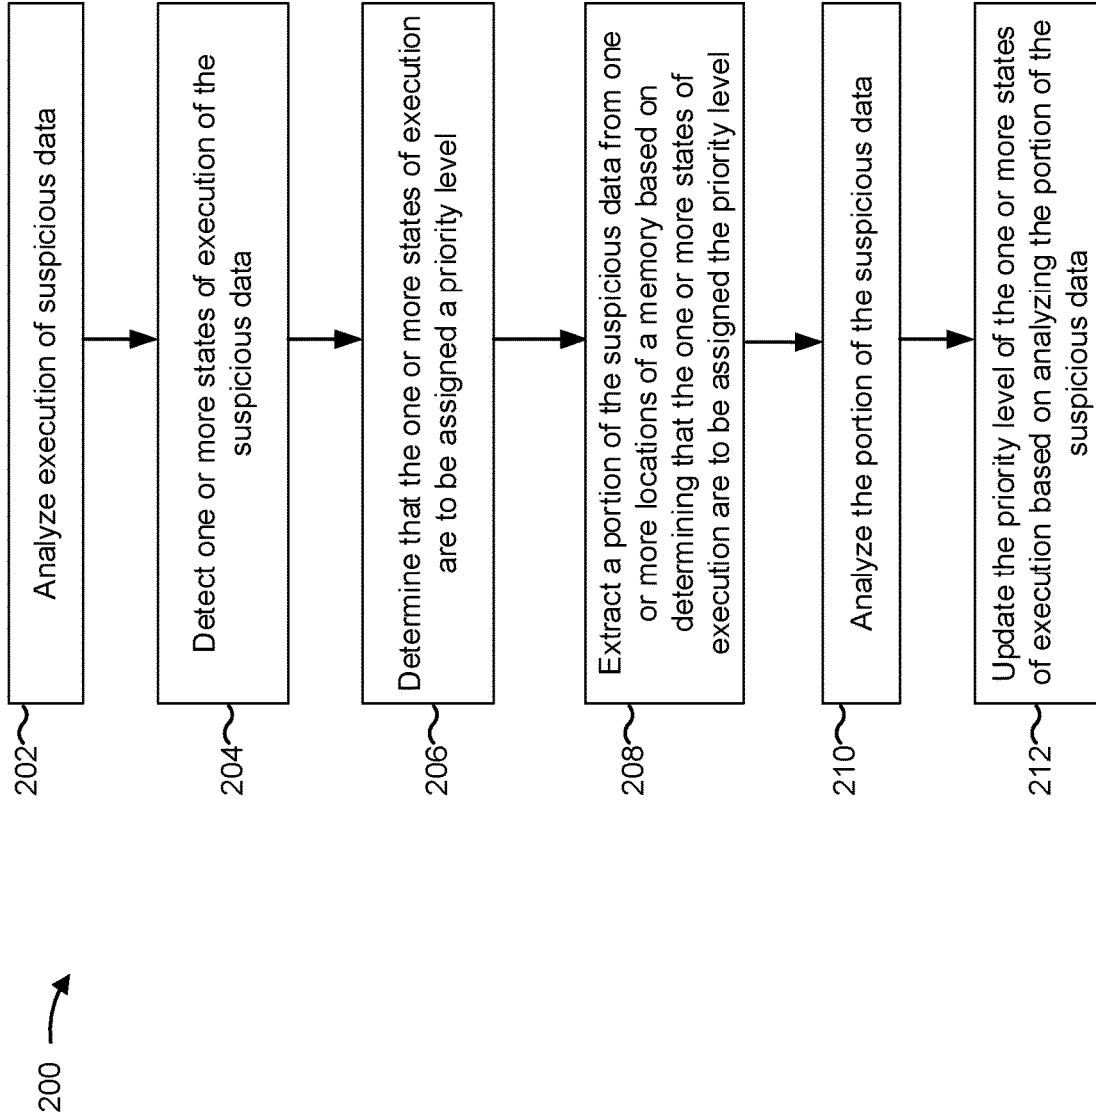 200
202
Analyze execution of suspicious data
204
Detect one or more states of execution of the
suspicious data
206
Determine that the one or more states of execution
are to be assigned a priority level
208
Extract a portion of the suspicious data from one
or more locations of a memory based on
determining that the one or more states of
execution are to be assigned the priority level
210
Analyze the portion of the suspicious data
212
Update the priority level of the one or more states
of execution based on analyzing the portion of the
suspicious data